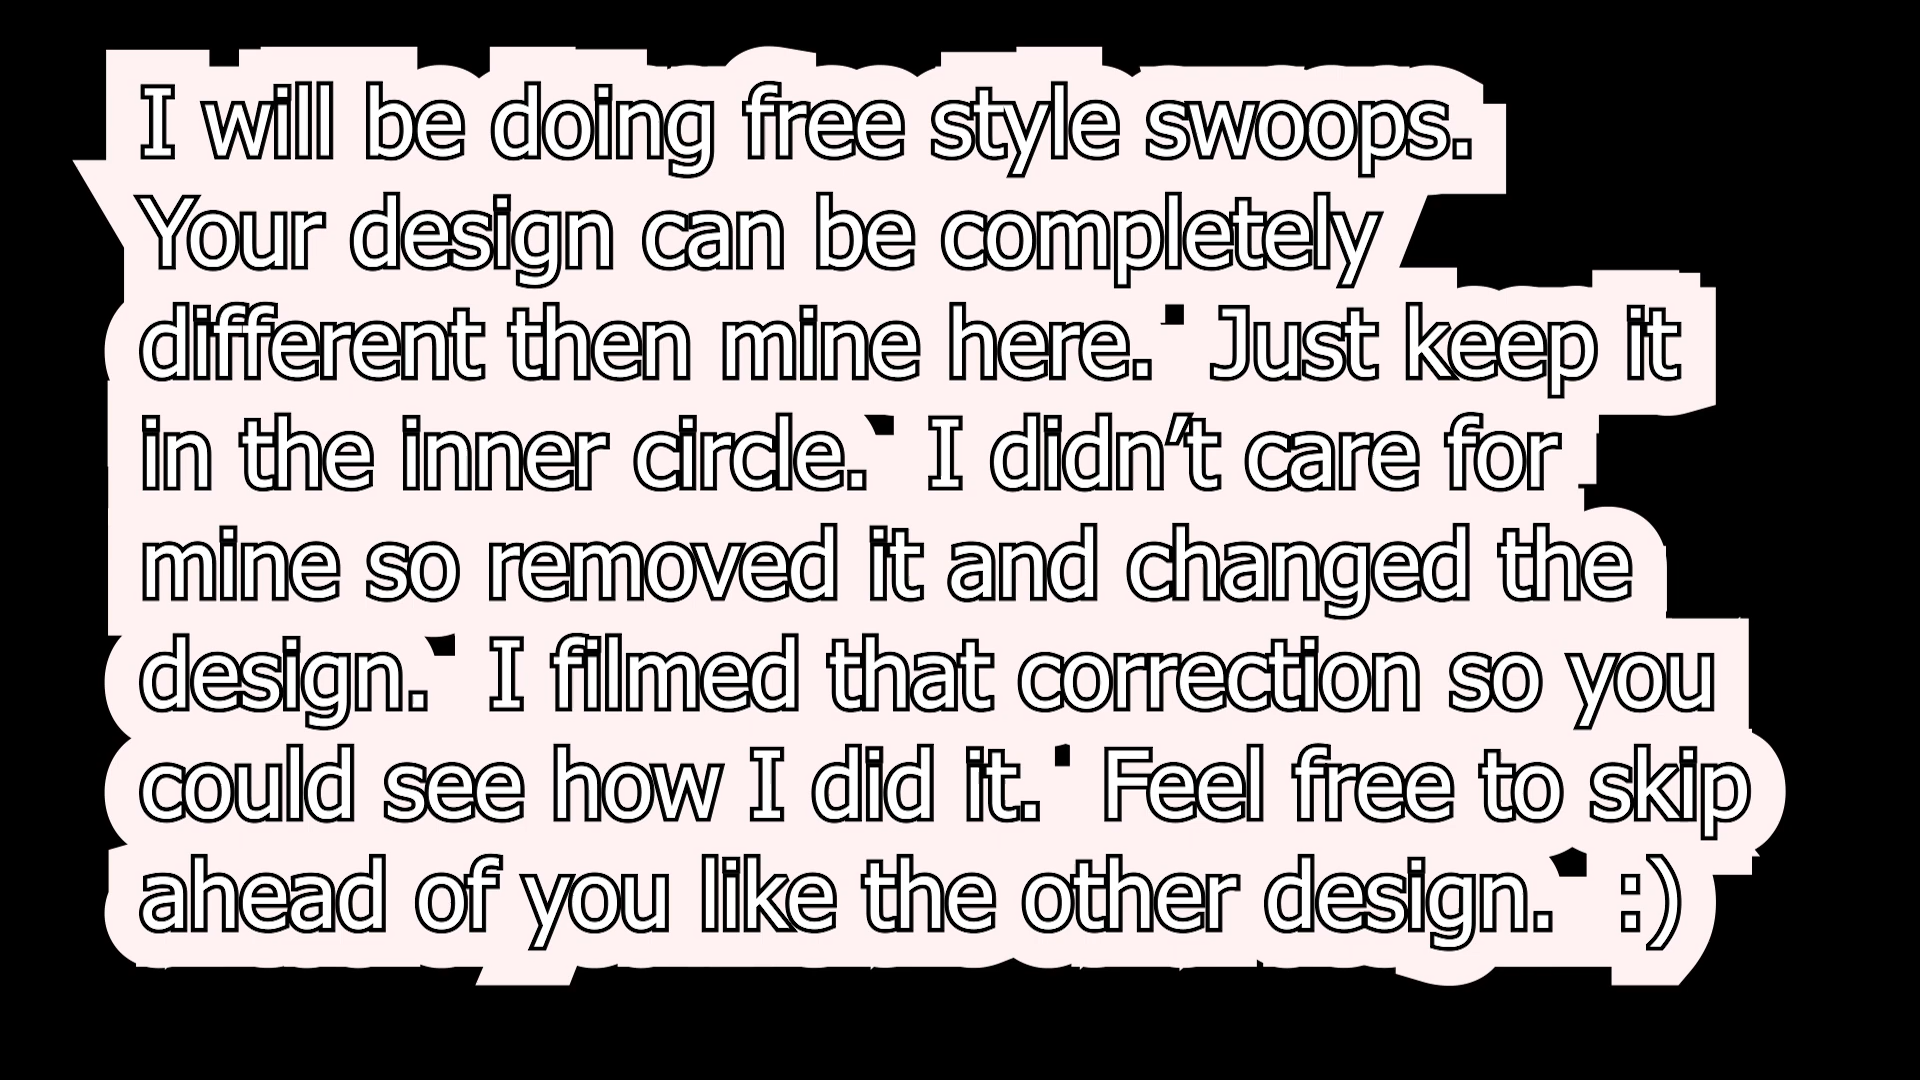 I will be doing free style swoops.
Your design can be completely
different then mine here. Just keep it
in the inner circle. I didn’t care for
mine so removed it and changed the
design. I filmed that correction so you
could see how I did it. Feel free to skip
ahead of you like the other design. :)